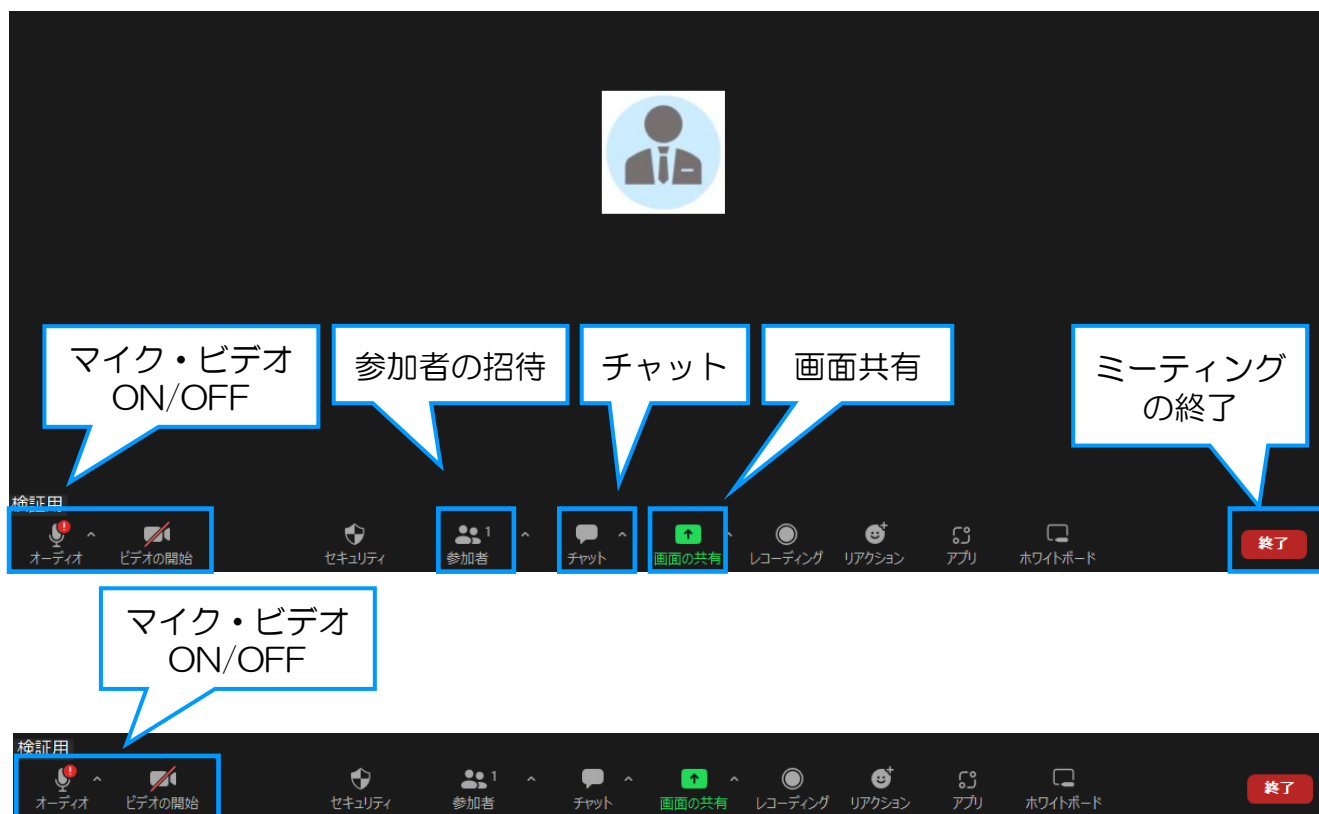 マイク・ビデオ
ON/OFF
参加者の招待
チャット
画面共有
ミーティング
の終了
検証用
オーディオ
ビデオの開始
セキュリティ
1
参加者
チャット
画面の共有
レコーディング
リアクション
アプリ
ホワイトボード
終了
マイク・ビデオ
ON/OFF
検証用
オーディオ
ビデオの開始
セキュリティ
1
参加者
チャット
画面の共有
レコーディング
リアクション
アプリ
ホワイトボード
終了